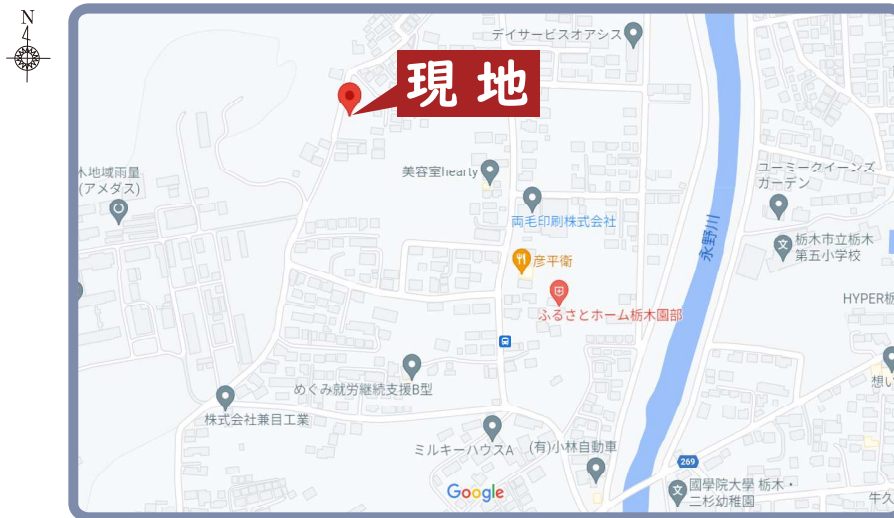 N
デイサービスオアシス
現地
木地域雨量
(アメダス)
美容室hearty
ユーミークイーンズ
ガーデン
両毛印刷株式会社
永野川
栃木市立栃木
第五小学校
彦平衛
HYPER栃
ふるさとホーム栃木園部
めぐみ就労継続支援B型
想い
株式会社兼目工業
ミルキーハウスA
(有)小林自動車
269
國學院大學 栃木・
二杉幼稚園
Google
牛久